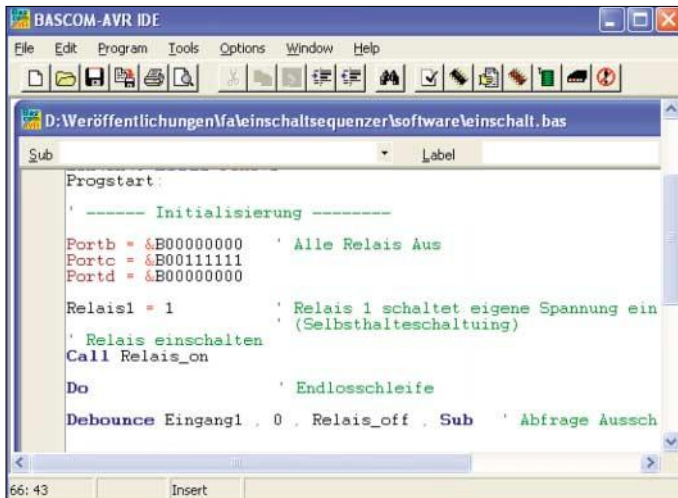 BASCOM-AVR IDE
File Edit Program Tools Options Window Help
D:\Veröffentlichungen\fa\einschaltsequenzer\software\einschalt.bas
Sub Label
Progstart:
' ------ Initialisierung --------
Portb = &B00000000 ' Alle Relais Aus
Portc = &B00111111
Portd = &B00000000
Relais1 = 1 ' Relais 1 schaltet eigene Spannung ein
' (Selbsthalteschaltuing)
' Relais einschalten
Call Relais_on
Do ' Endlosschleife
Debounce Eingang1 , 0 , Relais_off , Sub ' Abfrage Aussch
66: 43 Insert